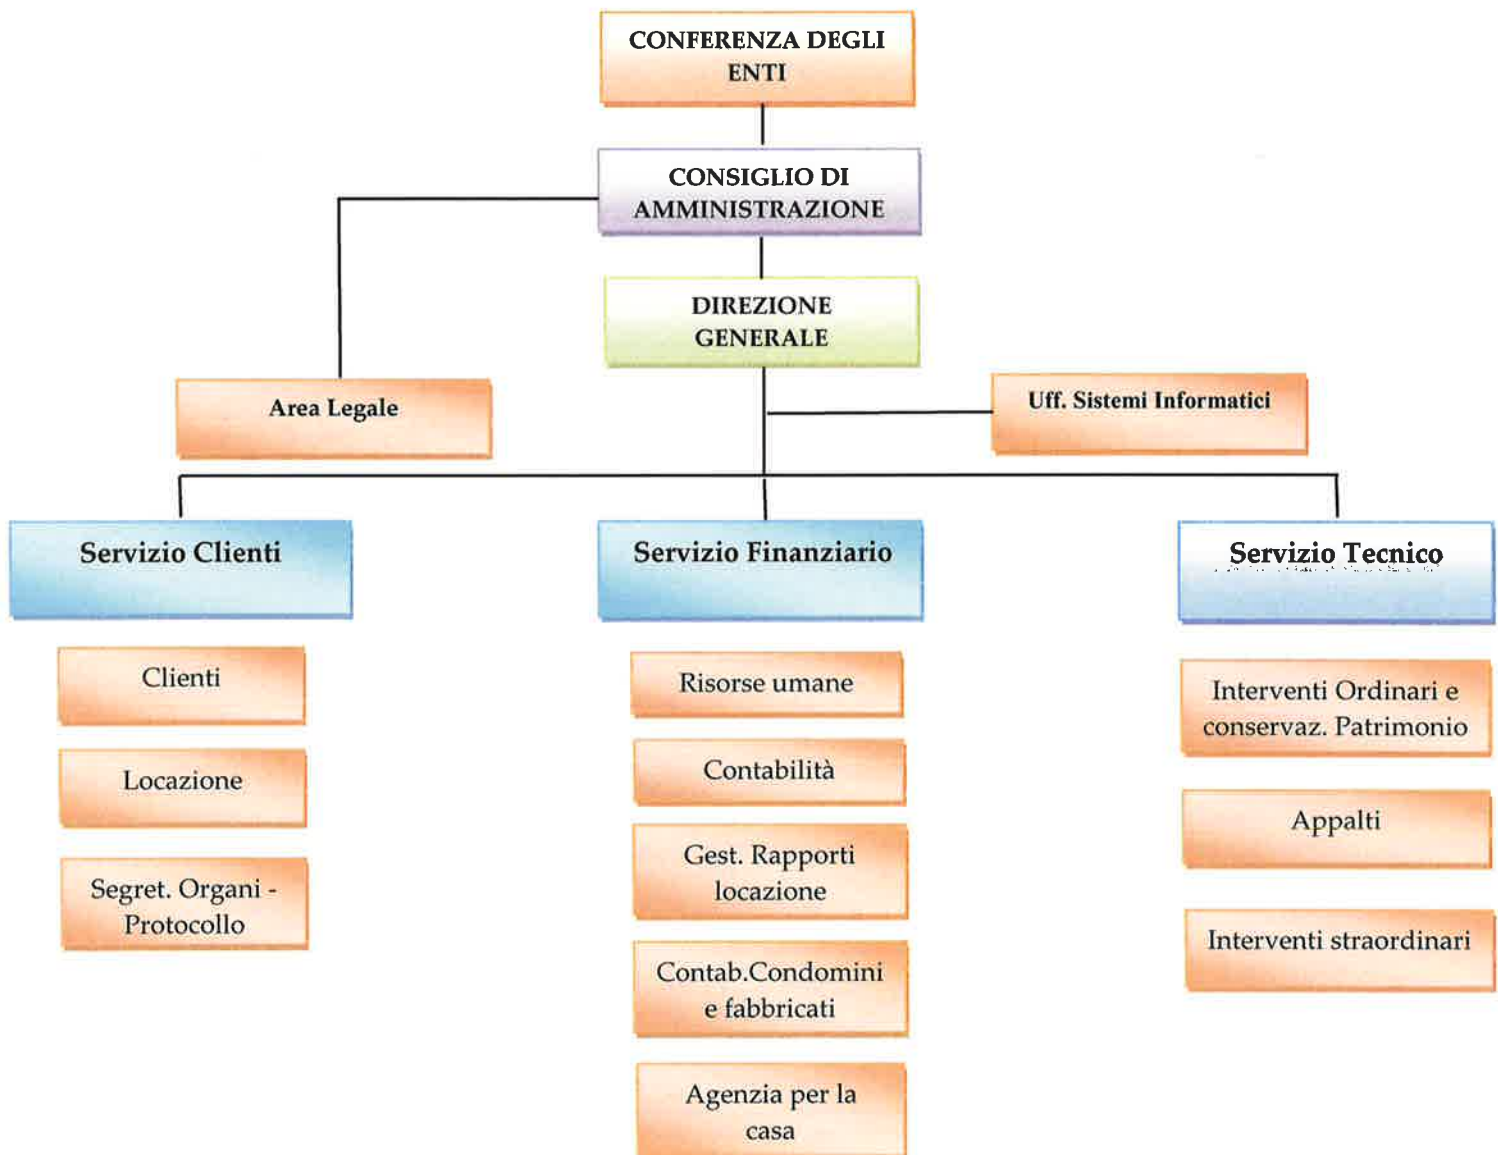 CONFERENZA DEGLI
ENTI
CONSIGLIO DI
AMMINISTRAZIONE
DIREZIONE
GENERALE
Area Legale
Uff. Sistemi Informatici
Servizio Clienti
Servizio Finanziario
Servizio Tecnico
Clienti
Locazione
Segret. Organi -
Protocollo
Risorse umane
Contabilità
Gest. Rapporti
locazione
Contab.Condomini
e fabbricati
Agenzia per la
casa
Interventi Ordinari e
conservaz. Patrimonio
Appalti
Interventi straordinari